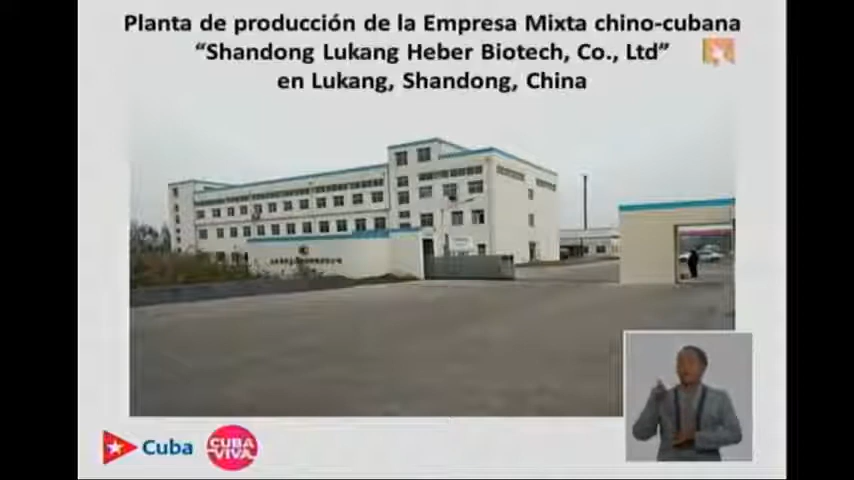 Planta de producción de la Empresa Mixta chino-cubana
“Shandong Lukang Heber Biotech, Co., Ltd”
en Lukang, Shandong, China
Cuba
CUBA
VIVA